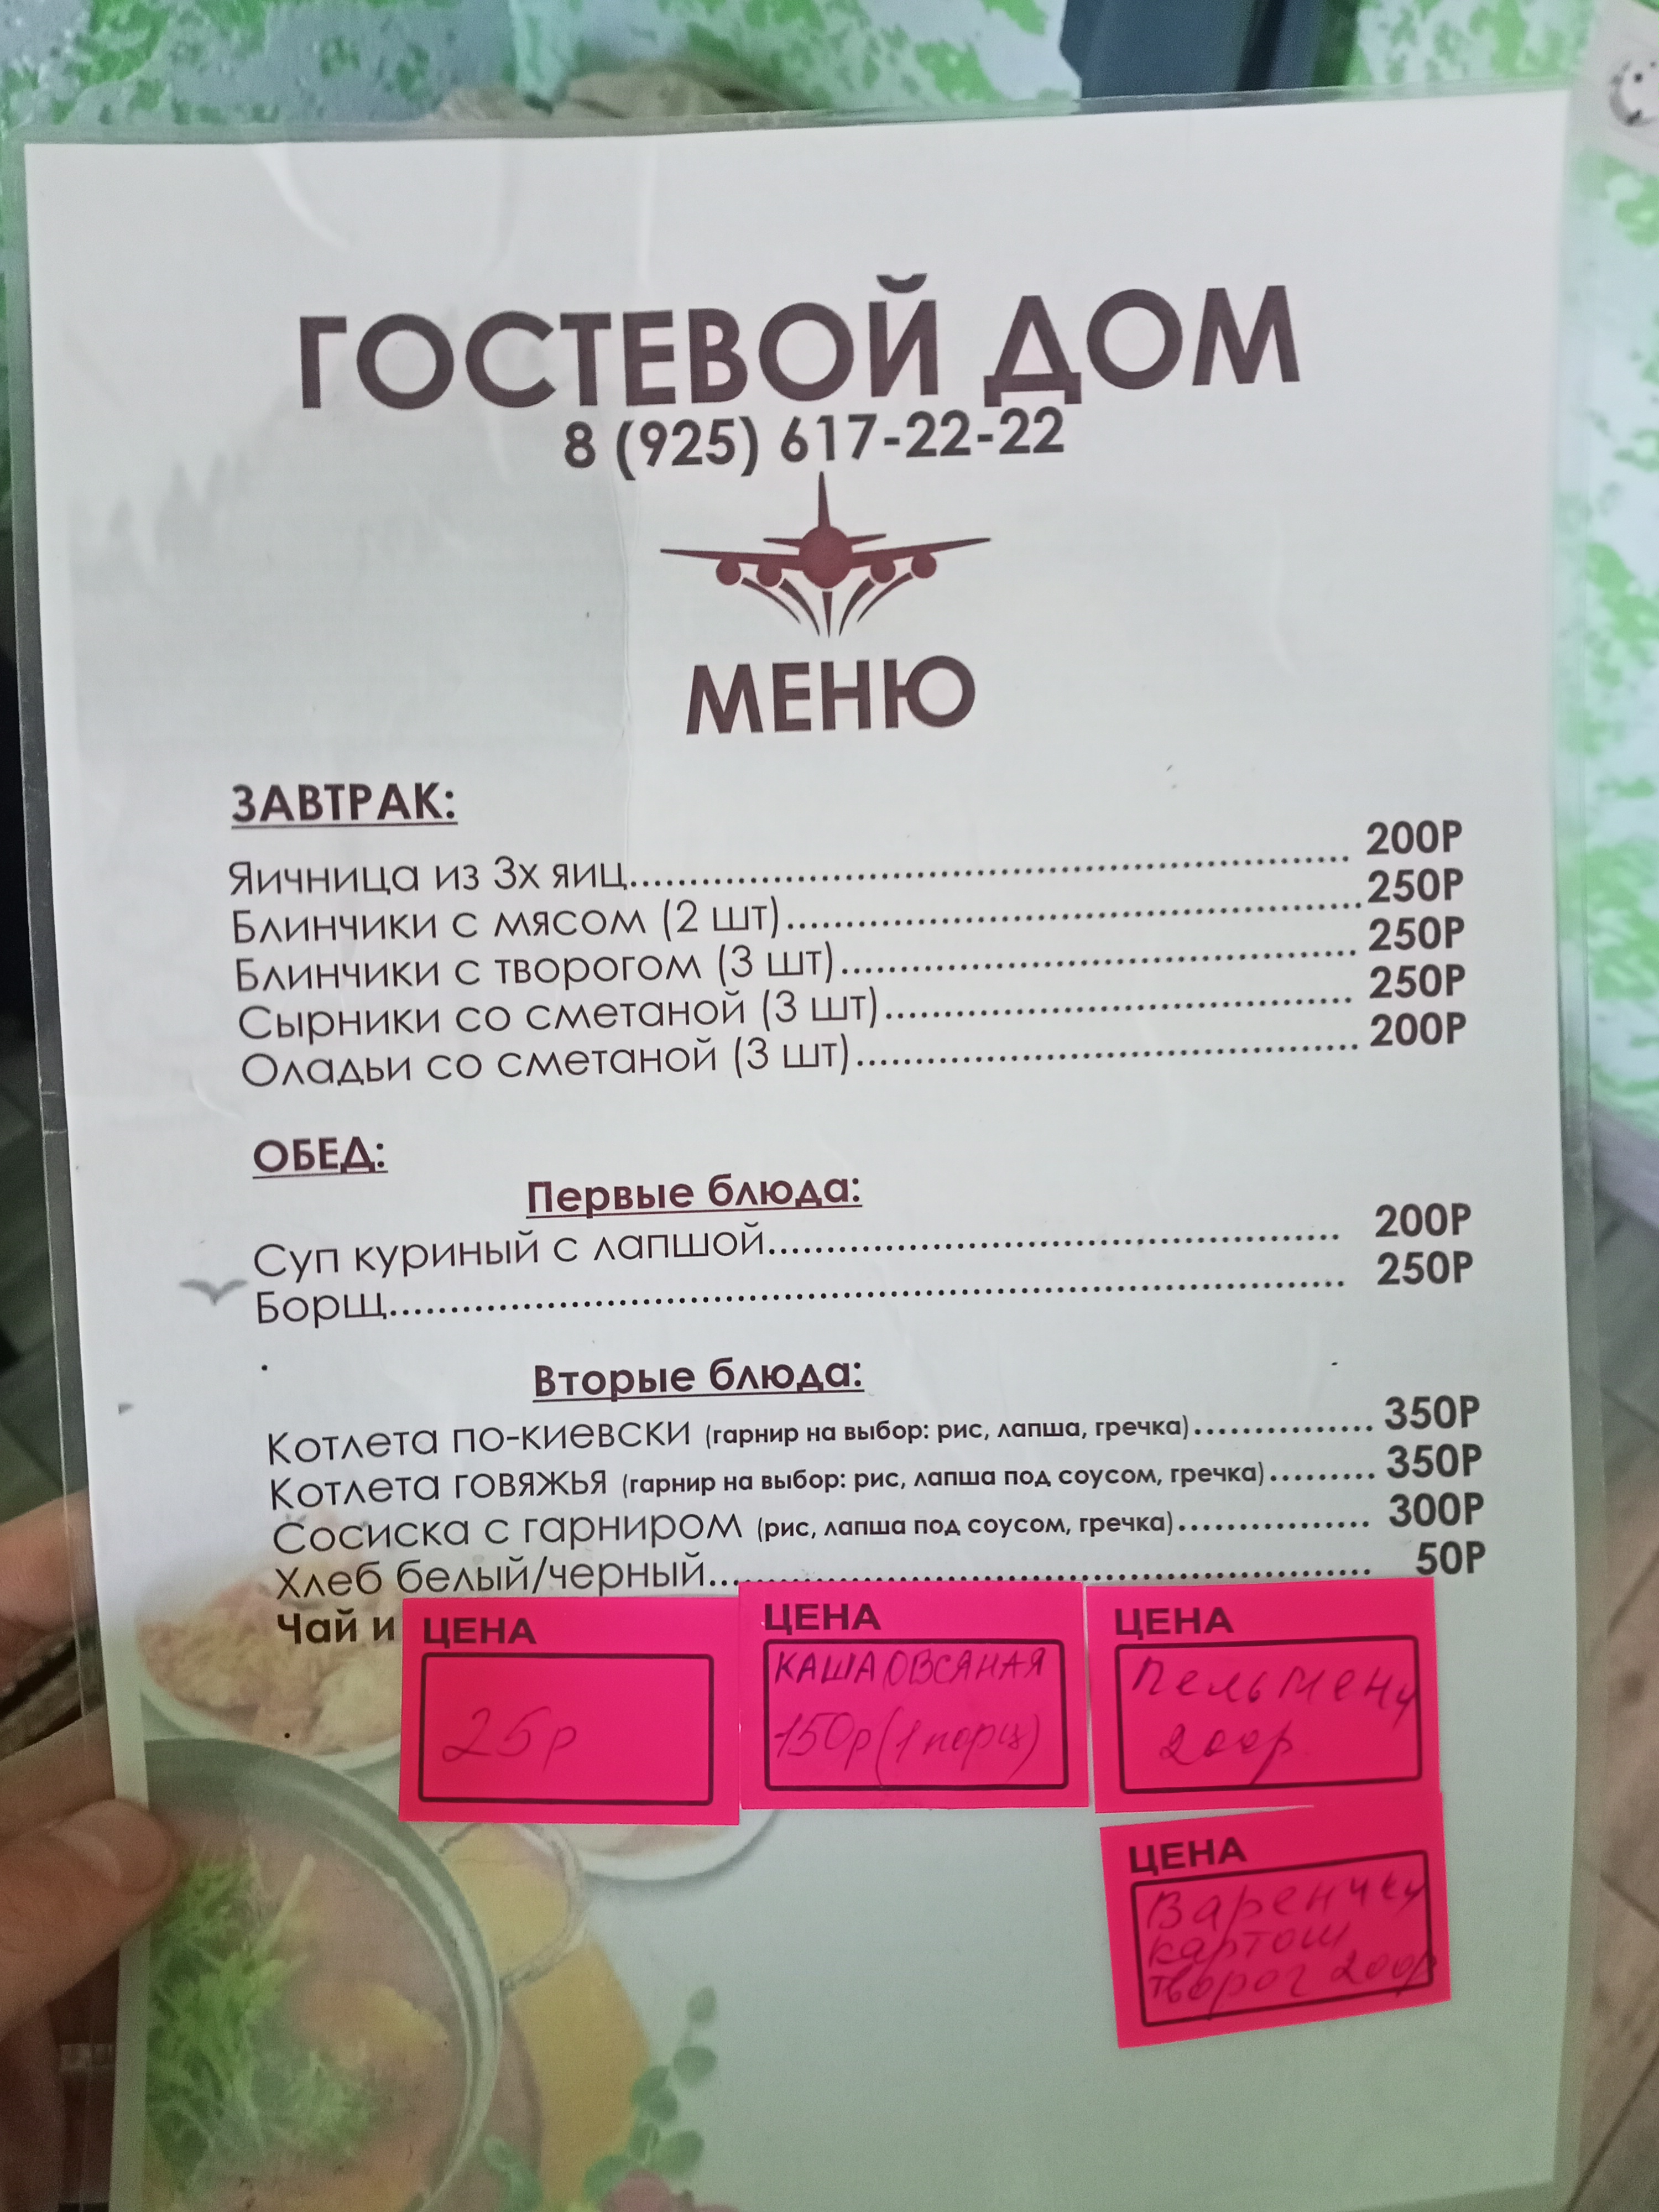 ГОСТЕВОЙ ДОМ
8 (925) 617-22-22
МЕНЮ
ЗАВТРАК:
Яичница из 3х яиц 200Р
Блинчики с мясом (2 шт) 250Р
Блинчики с творогом (3 шт) 250Р
Сырники со сметаной (3 шт) 250Р
Оладьи со сметаной (3 шт) 200Р
ОБЕД:
Первые блюда:
Суп куриный с лапшой 200Р
Борщ 250Р
Вторые блюда:
Котлета по-киевски (гарнир на выбор: рис, лапша, гречка) 350Р
Котлета говяжья (гарнир на выбор: рис, лапша под соусом, гречка) 350Р
Сосиска с гарниром (рис, лапша под соусом, гречка) 300Р
Хлеб белый/черный 50Р
Чай и
ЦЕНА
25р
ЦЕНА
КАША ОВСЯНАЯ
150р (1 порц)
ЦЕНА
Пельмени
200р
ЦЕНА
Вареники
картош
творог 200р